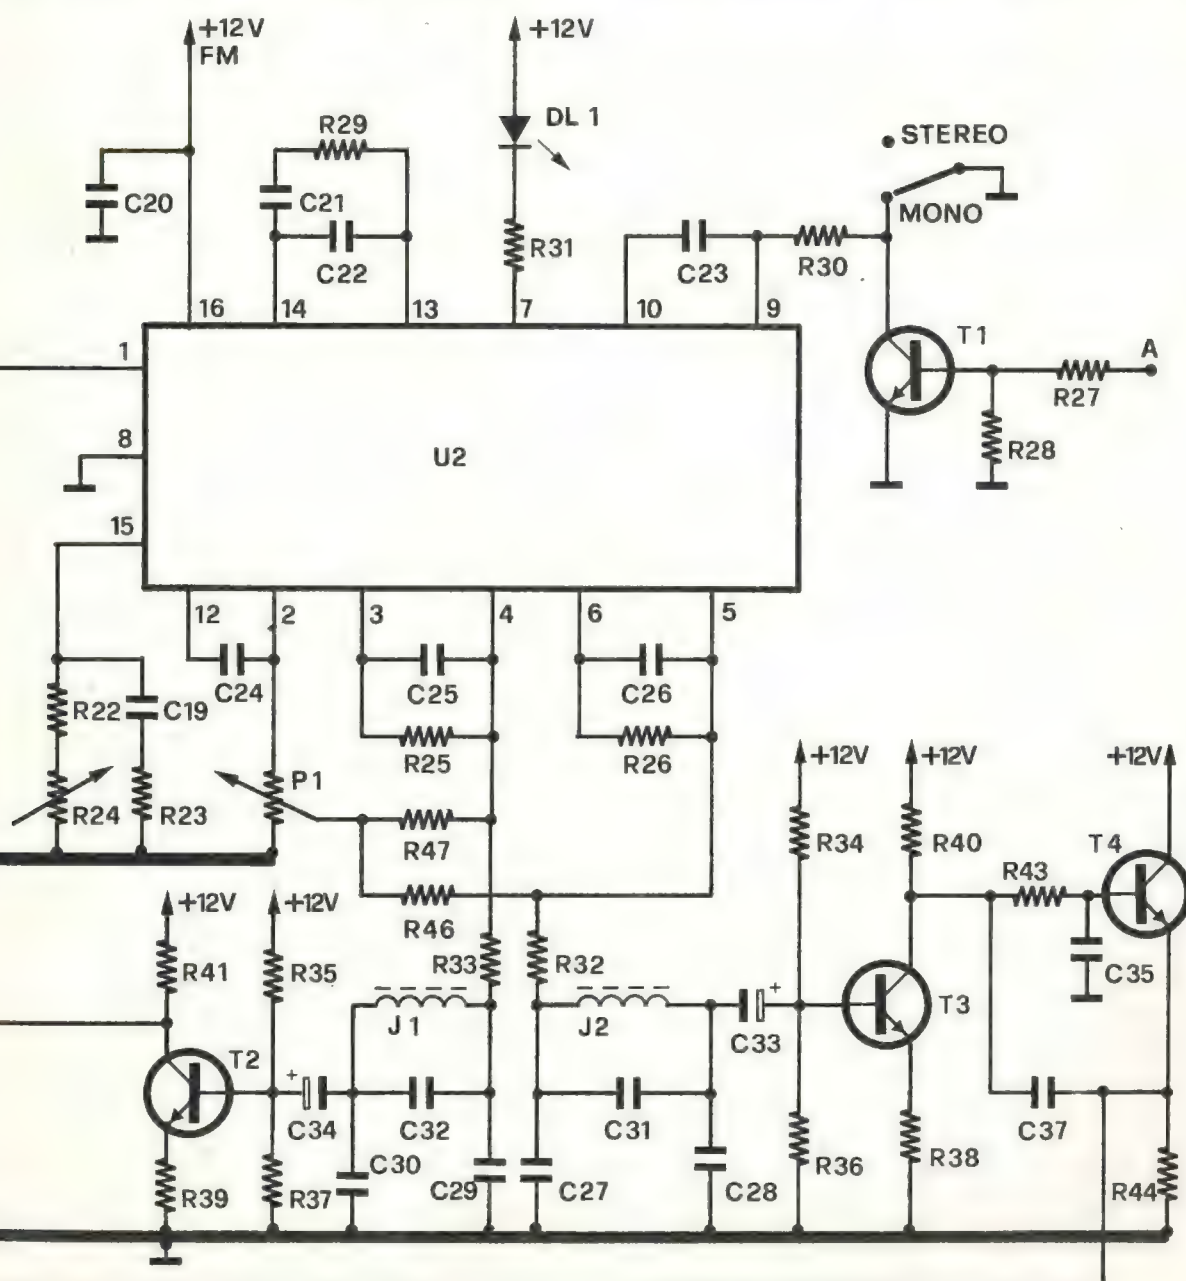 +12V
FM
+12V
DL 1
R29
STEREO
C20
C21
MONO
R31
C22
C23
R30
16
14
13
7
10
9
1
T1
A
R27
8
U2
R28
15
12
2
3
4
6
5
C24
C25
C26
R22
C19
R25
R26
+12V
+12V
+12V
P1
R24
R23
R47
R34
R40
T4
R43
+12V
+12V
R46
R41
R35
R33
R32
C35
J1
J2
T3
C33
+
T2
+
C34
C32
C31
C37
C30
R36
R38
R39
R37
C29
C27
C28
R44